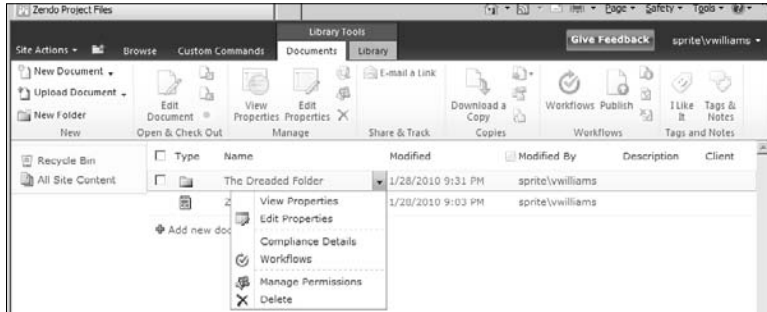 Zendo Project Files
Page Safety Tools
Library Tools
Give Feedback sprite\vwilliams
Site Actions Browse Custom Commands Documents Library
New Document
Upload Document
New Folder
New
Edit Document
Open & Check Out
View Properties
Edit Properties
Manage
E-mail a Link
Share & Track
Download a Copy
Copies
Workflows Publish
Workflows
I Like It
Tags & Notes
Tags and Notes
Recycle Bin
All Site Content
Type Name Modified Modified By Description Client
The Dreaded Folder 1/28/2010 9:31 PM sprite\vwilliams
1/28/2010 9:03 PM sprite\vwilliams
Add new doc
View Properties
Edit Properties
Compliance Details
Workflows
Manage Permissions
Delete